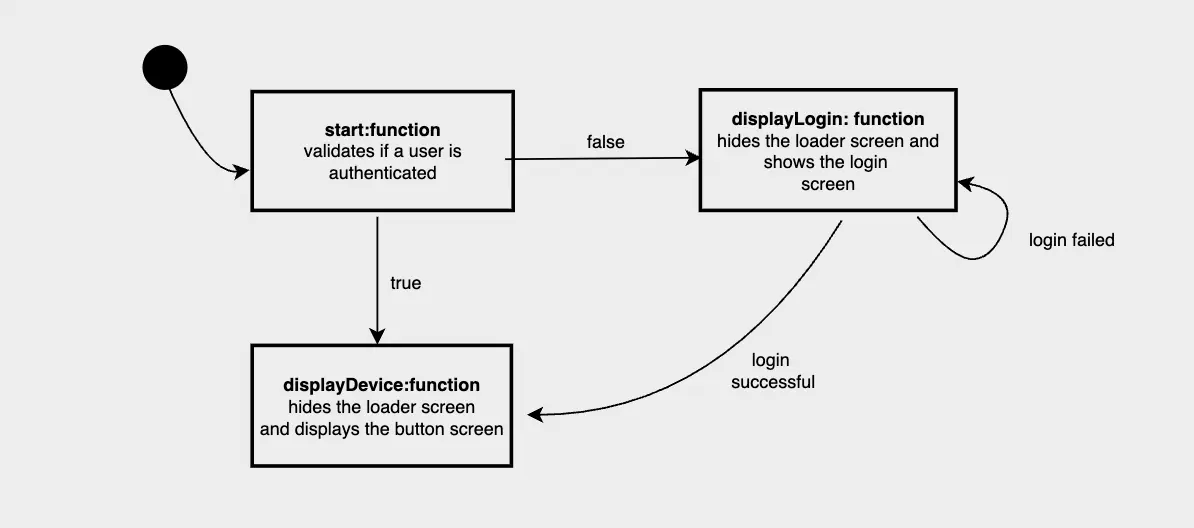 start:function
validates if a user is
authenticated
false
displayLogin: function
hides the loader screen and
shows the login
screen
login failed
true
login
successful
displayDevice:function
hides the loader screen
and displays the button screen